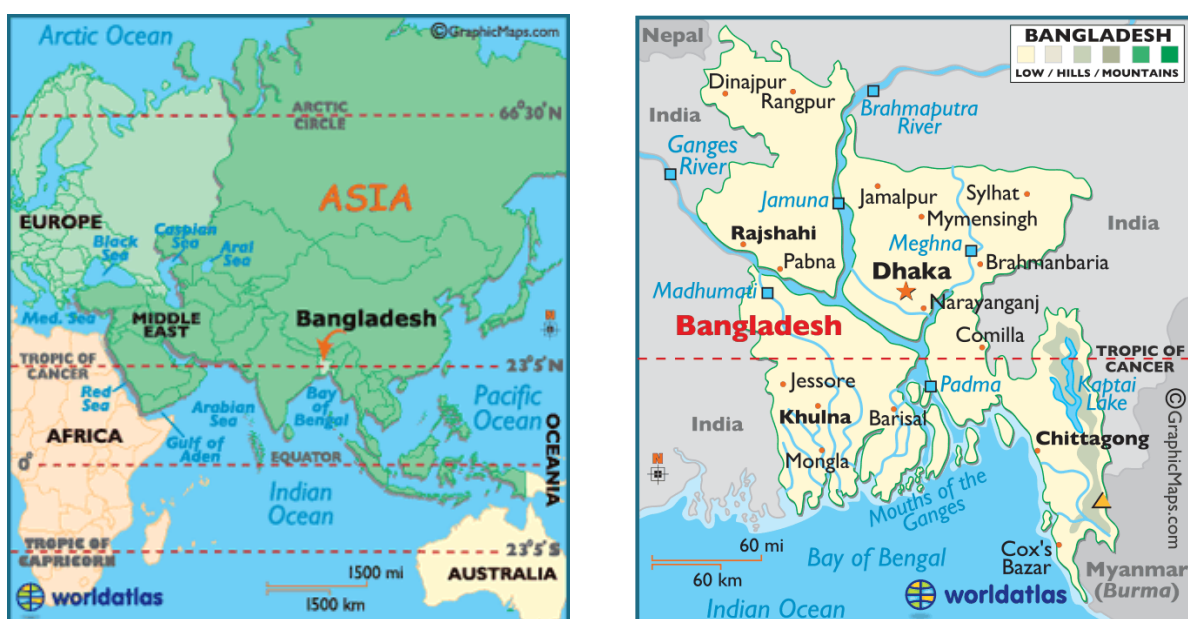 Arctic Ocean
©GraphicMaps.com
ARCTIC
CIRCLE
66°30'N
ASIA
EUROPE
Black
Sea
Caspian
Sea
Aral
Sea
Med. Sea
MIDDLE
EAST
Bangladesh
N
TROPIC OF
CANCER
23°5'N
Red
Sea
Arabian
Sea
Bay
of
Bengal
Pacific
Ocean
AFRICA
Gulf of
Aden
OCEANIA
0°
EQUATOR
Indian
Ocean
TROPIC OF
CAPRICORN
23°5'S
1500 mi
1500 km
AUSTRALIA
worldatlas
Nepal
BANGLADESH
LOW / HILLS / MOUNTAINS
Dinajpur
Rangpur
India
Brahmaputra
River
Ganges
River
Jamuna
Jamalpur
Sylhat
Mymensingh
India
Rajshahi
Meghna
Pabna
Dhaka
Brahmanbaria
Madhumati
Narayanganj
Bangladesh
Comilla
TROPIC OF
CANCER
Jessore
Padma
Kaptai
Lake
Khulna
Barisal
India
Chittagong
©GraphicMaps.com
N
Mongla
Mouths of the
Ganges
60 mi
60 km
Bay of Bengal
Cox's
Bazar
Myanmar
(Burma)
worldatlas
Indian Ocean